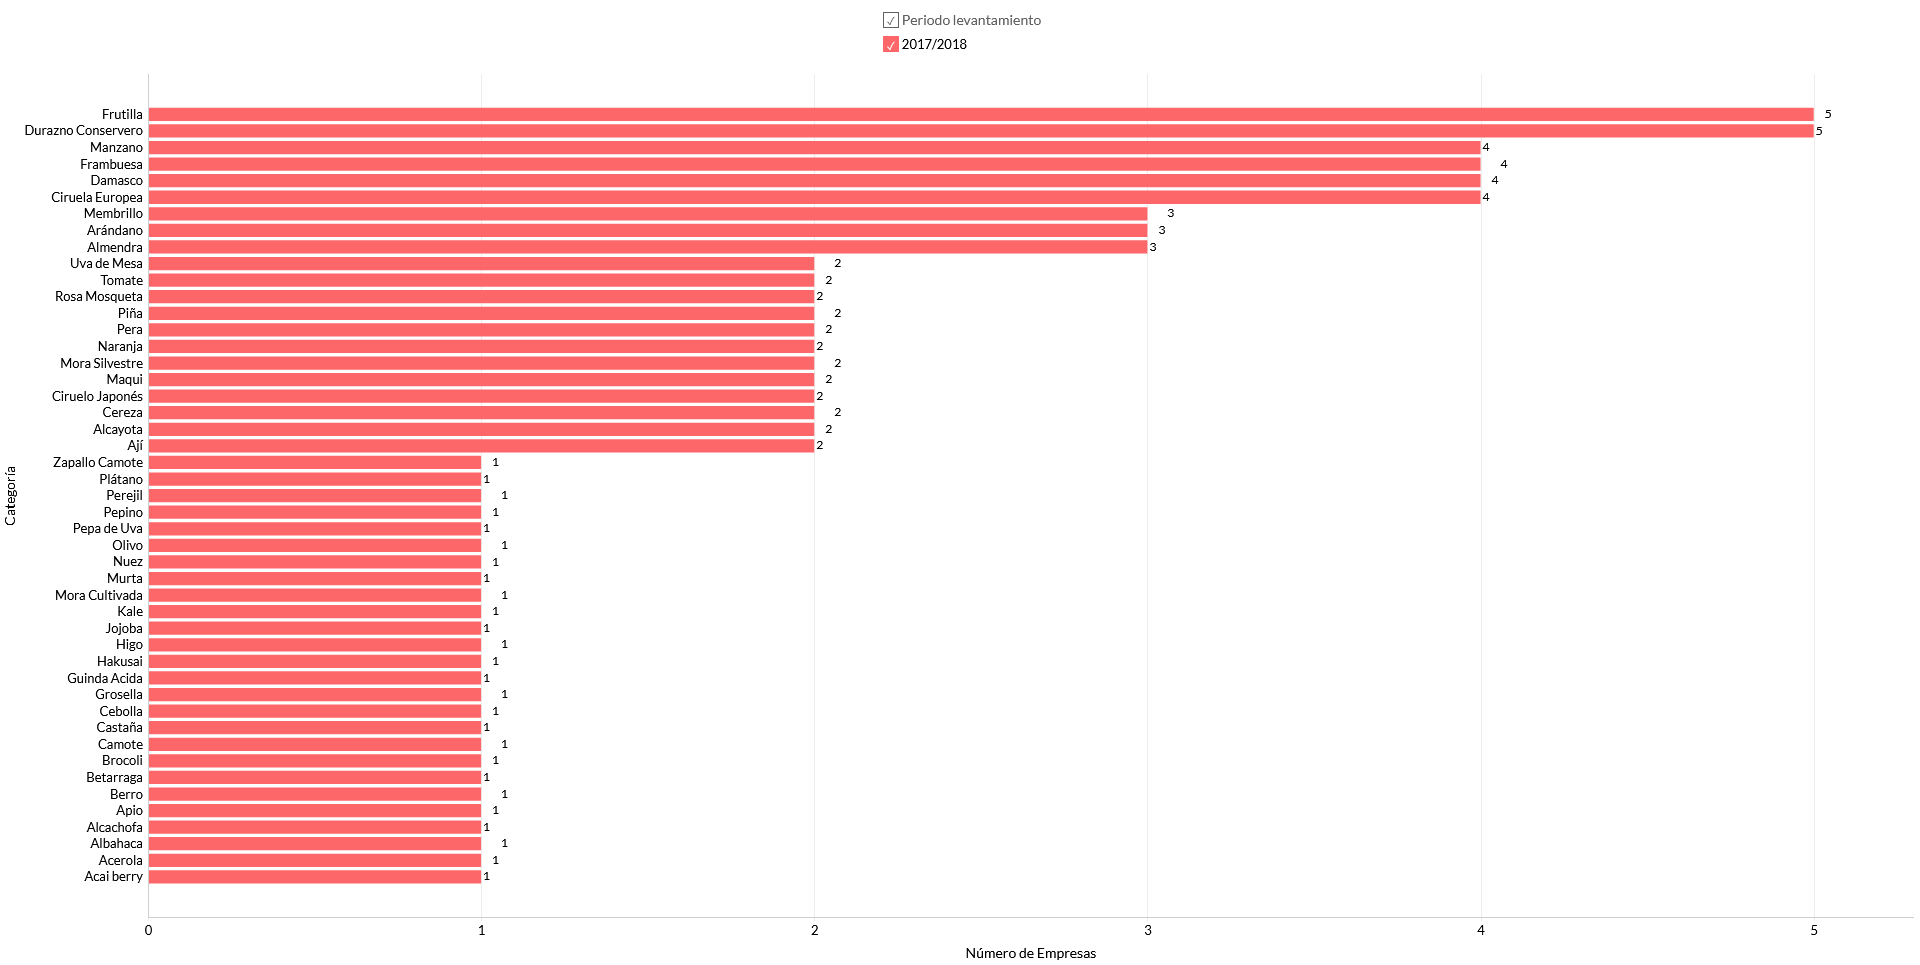 Periodo levantamiento
2017/2018
Frutilla 5
Durazno Conservero 5
Manzano 4
Frambuesa 4
Damasco 4
Ciruela Europea 4
Membrillo 3
Arándano 3
Almendra 3
Uva de Mesa 2
Tomate 2
Rosa Mosqueta 2
Piña 2
Pera 2
Naranja 2
Mora Silvestre 2
Maqui 2
Ciruelo Japonés 2
Cereza 2
Alcayota 2
Ají 2
Zapallo Camote 1
Plátano 1
Perejil 1
Pepino 1
Pepa de Uva 1
Olivo 1
Nuez 1
Murta 1
Mora Cultivada 1
Kale 1
Jojoba 1
Higo 1
Hakusai 1
Guinda Acida 1
Grosella 1
Cebolla 1
Castaña 1
Camote 1
Brocoli 1
Betarraga 1
Berro 1
Apio 1
Alcachofa 1
Albahaca 1
Acerola 1
Acai berry 1
Categoría
0 1 2 3 4 5
Número de Empresas